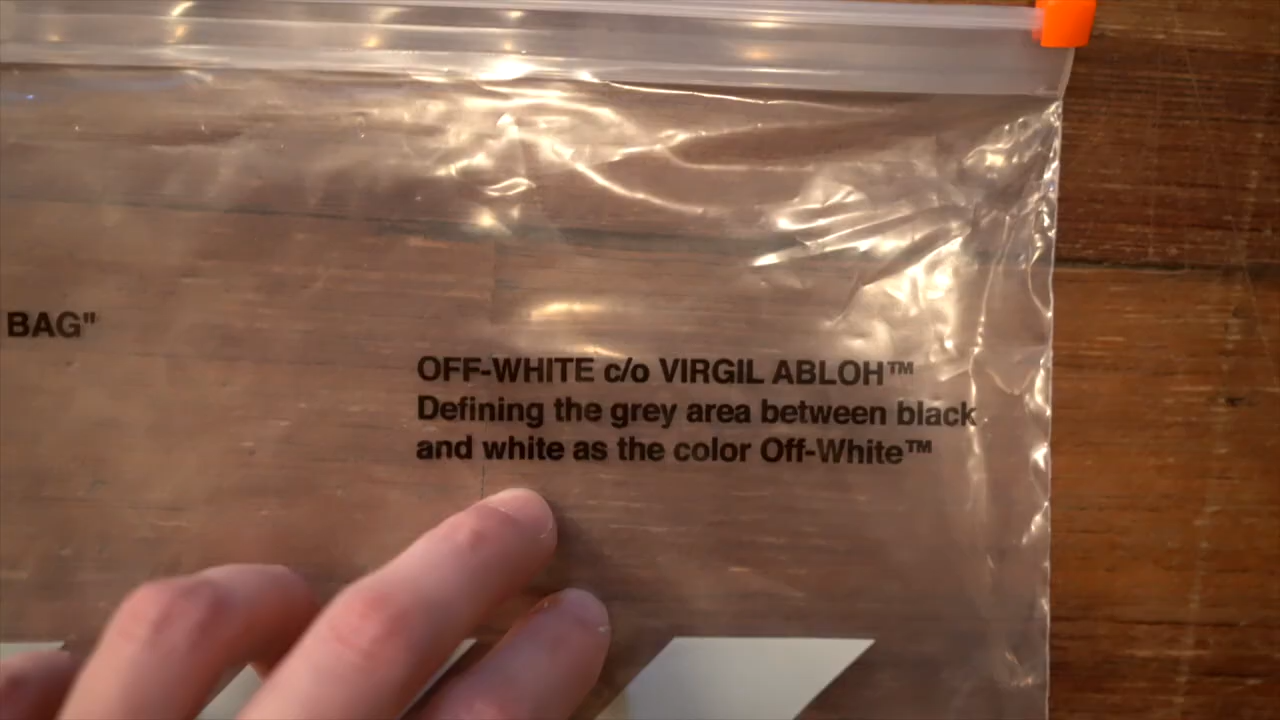 BAG"
OFF-WHITE c/o VIRGIL ABLOH™
Defining the grey area between black
and white as the color Off-White™